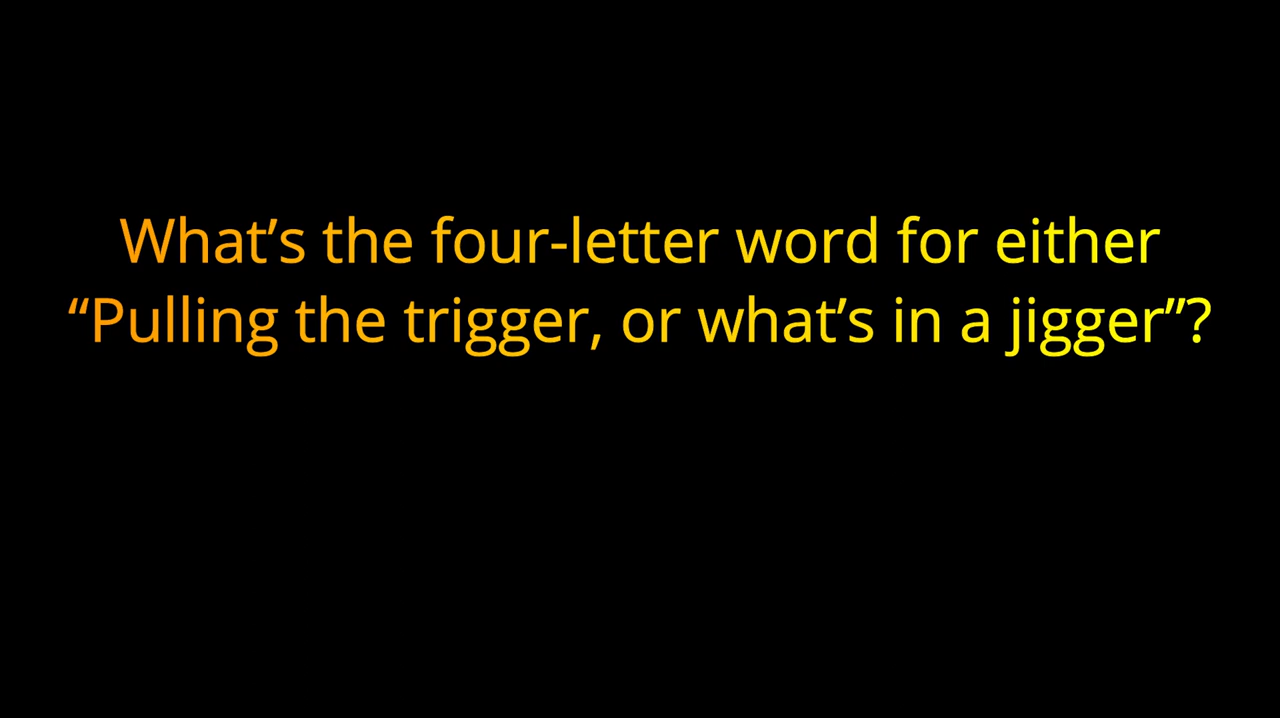 What’s the four-letter word for either
“Pulling the trigger, or what’s in a jigger”?